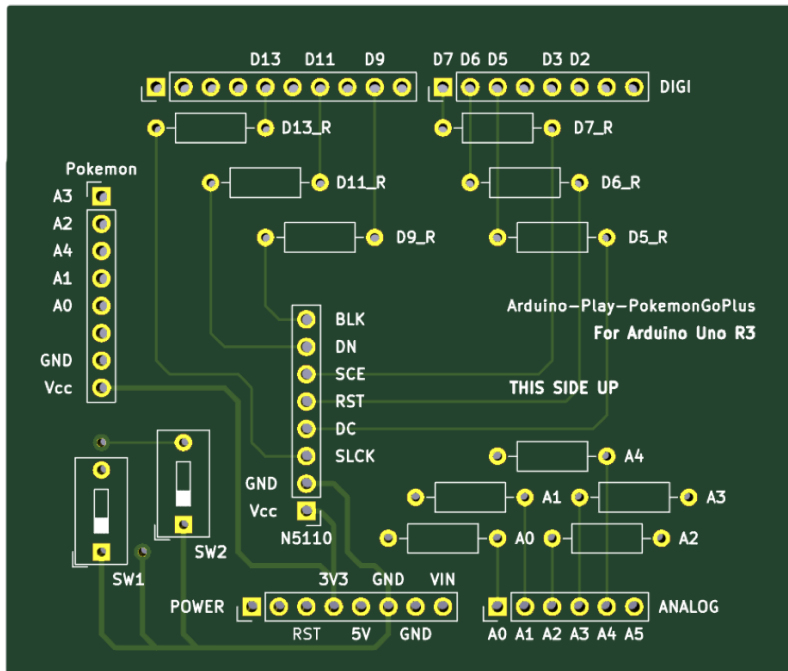 D13 D11 D9 D7 D6 D5 D3 D2
DIGI
D13_R D7_R
Pokemon
A3
D11_R D6_R
A2
A4
D9_R D5_R
A1
A0
Arduino-Play-PokemonGoPlus
BLK
For Arduino Uno R3
DN
GND
SCE
Vcc
THIS SIDE UP
RST
DC
SLCK
A4
GND
A1 A3
Vcc
N5110
A0 A2
SW2
SW1
3V3 GND VIN
POWER
ANALOG
RST 5V GND
A0 A1 A2 A3 A4 A5